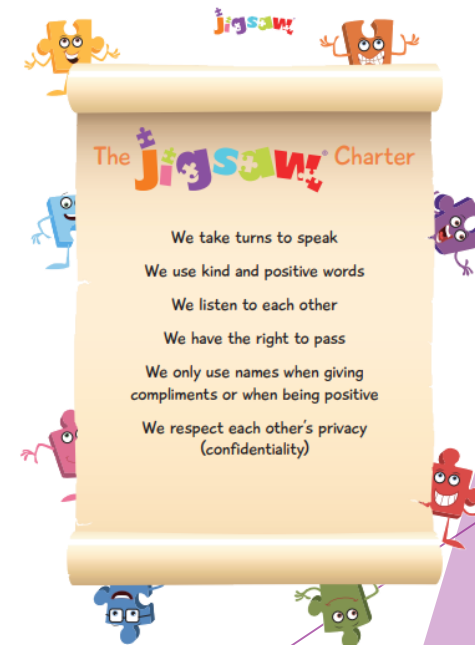 jigsaw
The jigsaw® Charter
We take turns to speak
We use kind and positive words
We listen to each other
We have the right to pass
We only use names when giving
compliments or when being positive
We respect each other's privacy
(confidentiality)